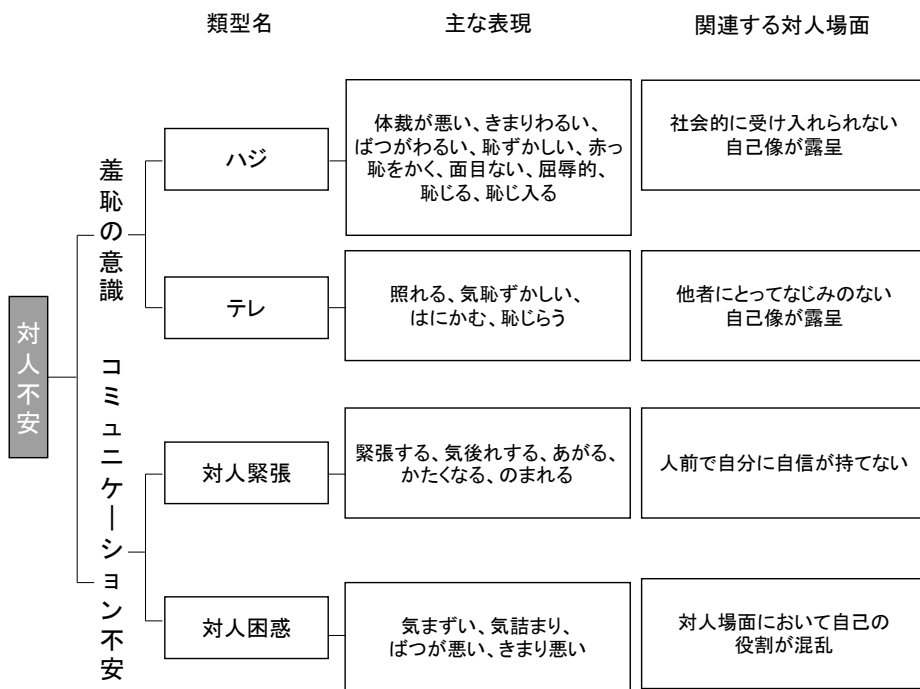 類型名
主な表現
関連する対人場面
対人不安
羞恥の意識
ハジ
体裁が悪い、きまりわるい、
ばつがわるい、恥ずかしい、赤っ
恥をかく、面目ない、屈辱的、
恥じる、恥じ入る
社会的に受け入れられない
自己像が露呈
テレ
照れる、気恥ずかしい、
はにかむ、恥じらう
他者にとってなじみのない
自己像が露呈
コミュニケーション不安
対人緊張
緊張する、気後れする、あがる、
かたくなる、のまれる
人前で自分に自信が持てない
対人困惑
気まずい、気詰まり、
ばつが悪い、きまり悪い
対人場面において自己の
役割が混乱